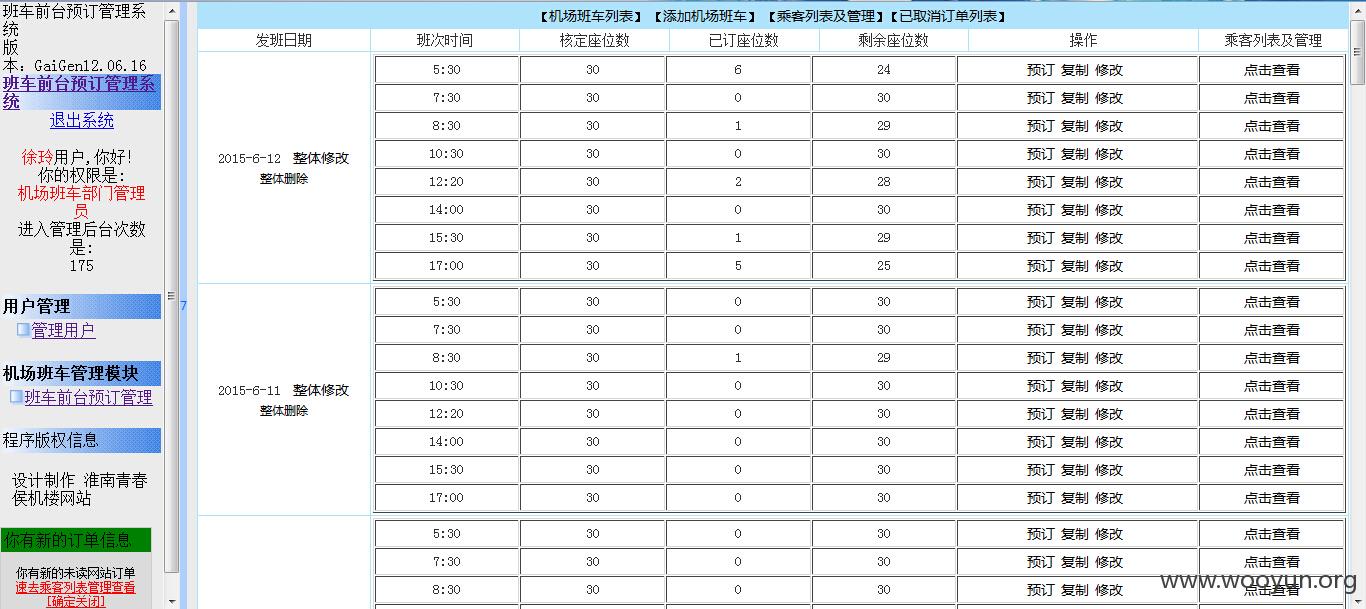 班车前台预订管理系
统
版
本: GaiGen12.06.16
班车前台预订管理系
统
退出系统
徐玲用户,你好!
你的权限是:
机场班车部门管理
员
进入管理后台次数
是:
175
用户管理
管理用户
机场班车管理模块
班车前台预订管理
程序版权信息
设计制作 淮南青春
侯机楼网站
你有新的订单信息
你有新的未读网站订单
速去乘客列表管理查看
[确定关闭]
7
【机场班车列表】【添加机场班车】【乘客列表及管理】【已取消订单列表】
发班日期 班次时间 核定座位数 已订座位数 剩余座位数 操作 乘客列表及管理
2015-6-12 整体修改
整体删除
5:30 30 6 24 预订 复制 修改 点击查看
7:30 30 0 30 预订 复制 修改 点击查看
8:30 30 1 29 预订 复制 修改 点击查看
10:30 30 0 30 预订 复制 修改 点击查看
12:20 30 2 28 预订 复制 修改 点击查看
14:00 30 0 30 预订 复制 修改 点击查看
15:30 30 1 29 预订 复制 修改 点击查看
17:00 30 5 25 预订 复制 修改 点击查看
2015-6-11 整体修改
整体删除
5:30 30 0 30 预订 复制 修改 点击查看
7:30 30 0 30 预订 复制 修改 点击查看
8:30 30 1 29 预订 复制 修改 点击查看
10:30 30 0 30 预订 复制 修改 点击查看
12:20 30 0 30 预订 复制 修改 点击查看
14:00 30 0 30 预订 复制 修改 点击查看
15:30 30 0 30 预订 复制 修改 点击查看
17:00 30 0 30 预订 复制 修改 点击查看
5:30 30 0 30 预订 复制 修改 点击查看
7:30 30 0 30 预订 复制 修改 点击查看
8:30 30 0 30 预订 复制 修改 点击查看
www.wooyun.org